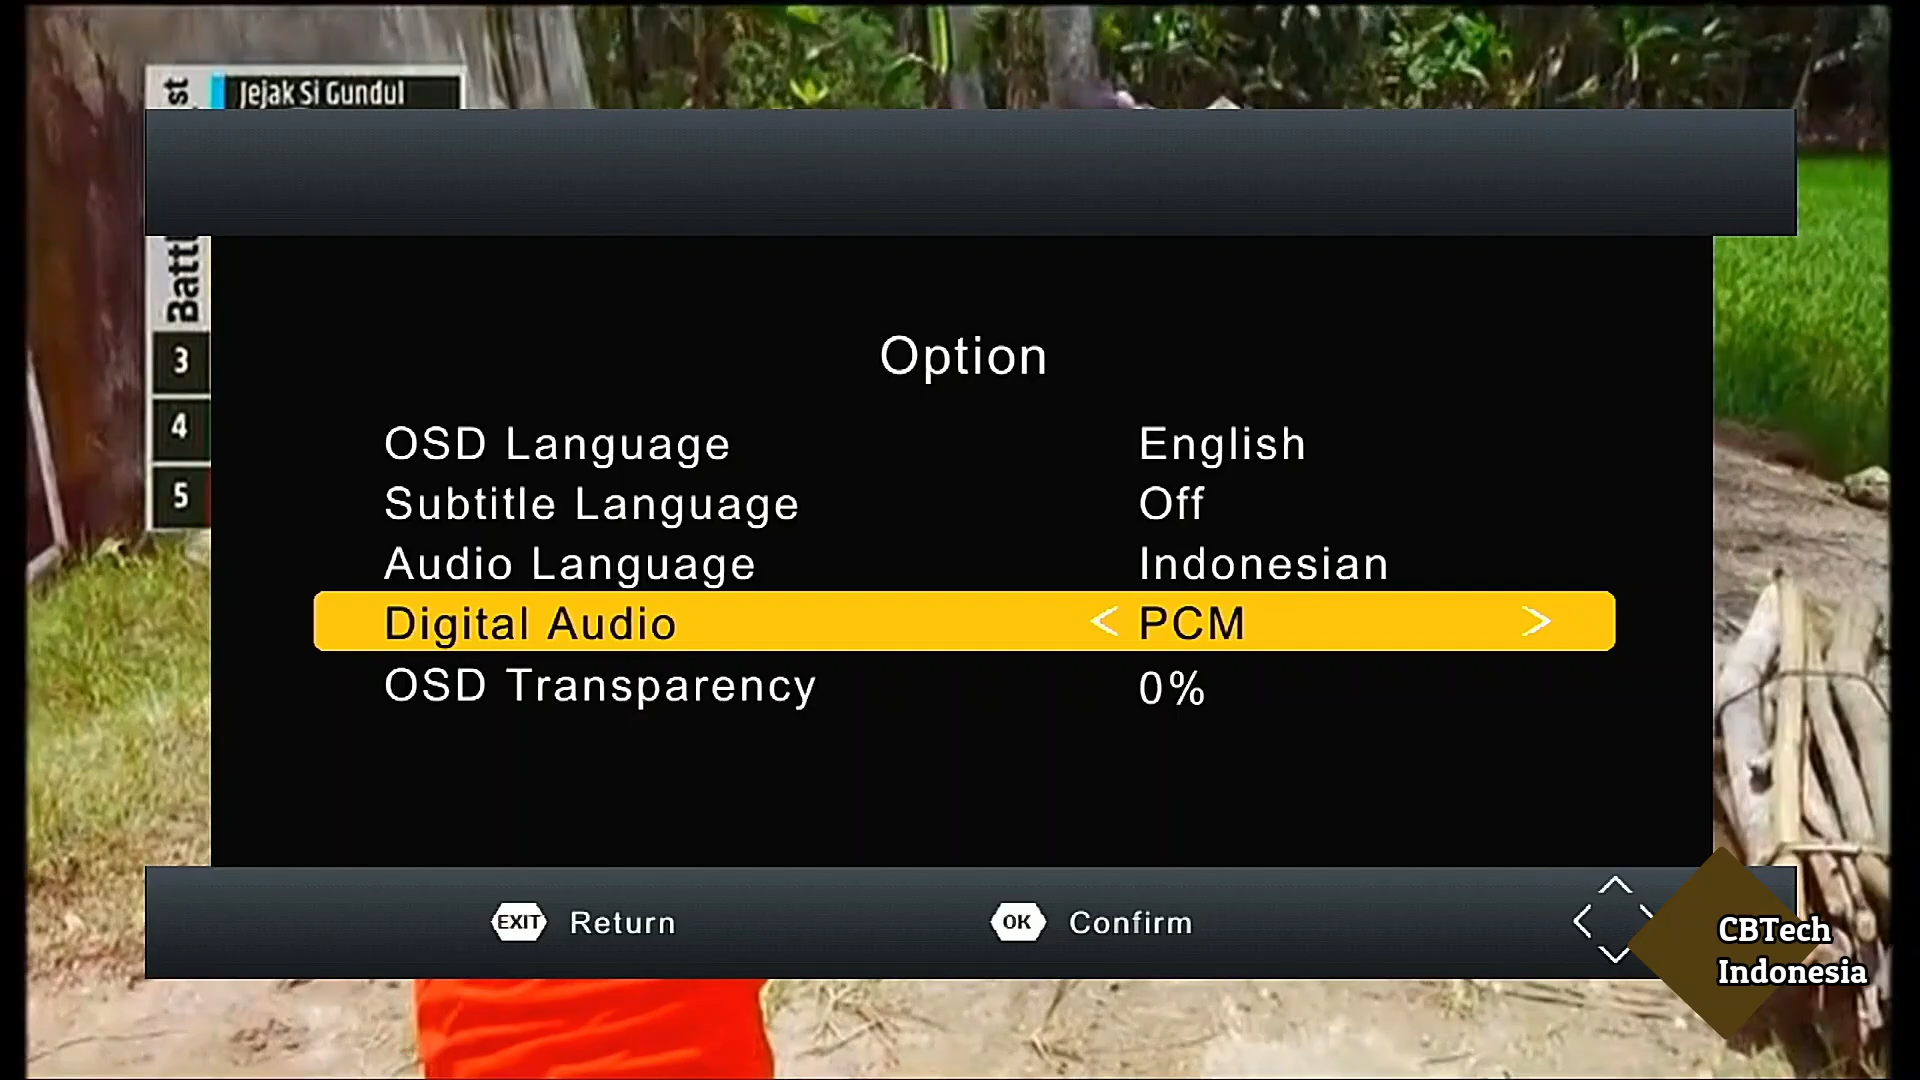 Jejak Si Gundul
st
Batt
3
4
5
Option
OSD Language English
Subtitle Language Off
Audio Language Indonesian
Digital Audio < PCM >
OSD Transparency 0%
EXIT Return OK Confirm
CBTech
Indonesia